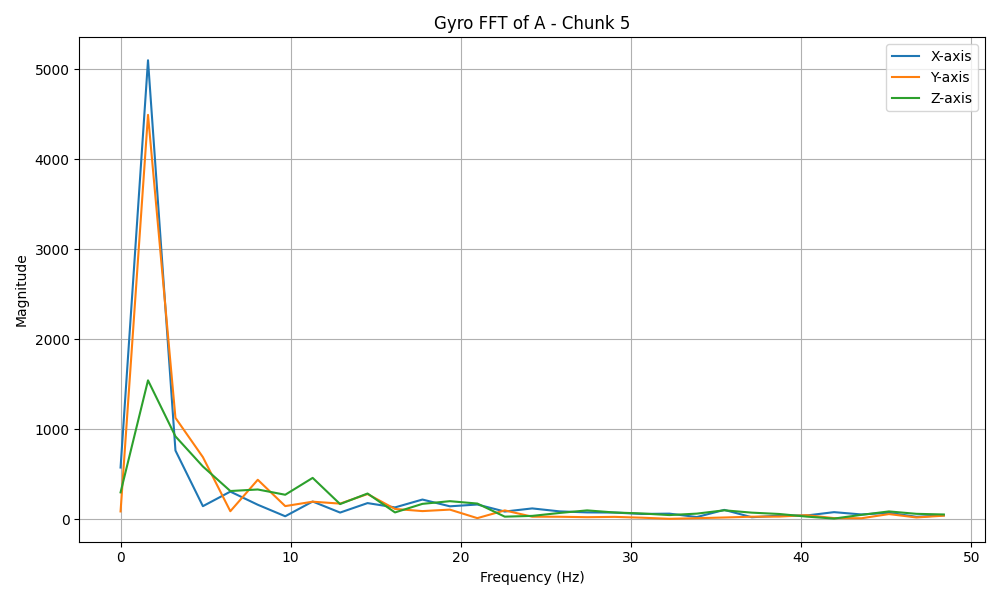 Gyro FFT of A - Chunk 5
X-axis
Y-axis
Z-axis
5000
4000
3000
2000
1000
0
Magnitude
0 10 20 30 40 50
Frequency (Hz)